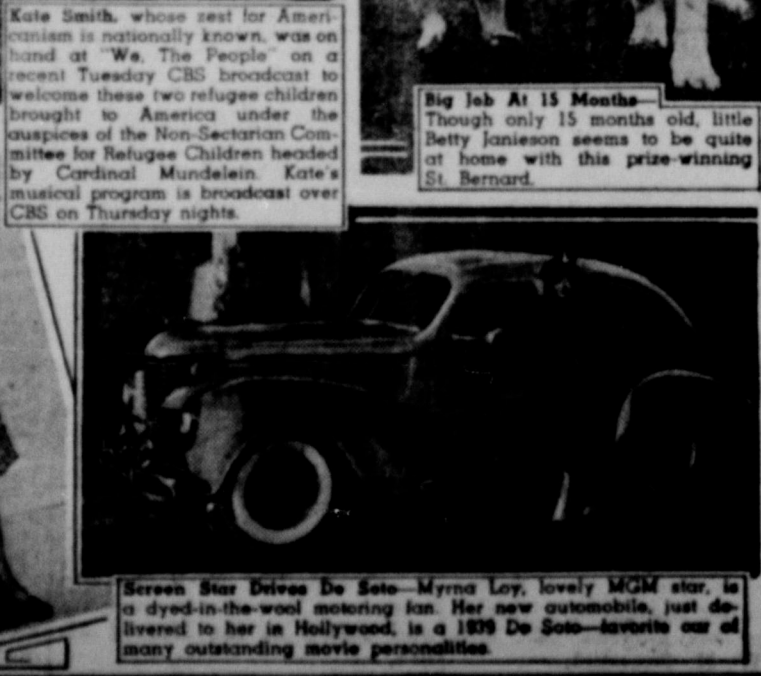 Kate Smith, whose zest for Ameri-
canism is nationally known, was on
hand at "We, The People" on a
recent Tuesday CBS broadcast to
welcome these two refugee children
brought to America under the
auspices of the Non-Sectarian Com-
mittee for Refugee Children headed
by Cardinal Mundelein. Kate's
musical program is broadcast over
CBS on Thursday nights.
Big Job At 15 Months—
Though only 15 months old, little
Betty Janieson seems to be quite
at home with this prize-winning
St. Bernard.
Screen Star Drives De Soto—Myrna Loy, lovely MGM star, is
a dyed-in-the-wool motoring fan. Her new automobile, just de-
livered to her in Hollywood, is a 1939 De Soto—favorite car of
many outstanding movie personalities.